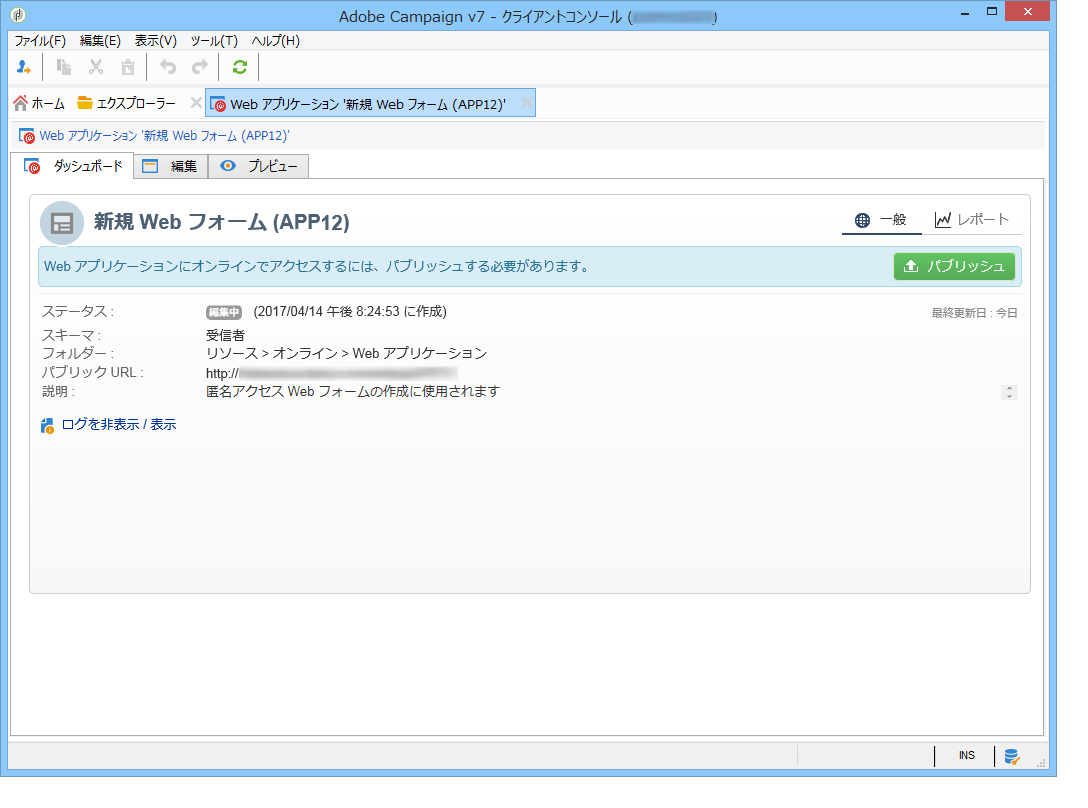 Adobe Campaign v7 - クライアントコンソール ( )
ファイル(F) 編集(E) 表示(V) ツール(T) ヘルプ(H)
ホーム エクスプローラー Web アプリケーション '新規 Web フォーム (APP12)'
Web アプリケーション '新規 Web フォーム (APP12)'
ダッシュボード 編集 プレビュー
新規 Web フォーム (APP12) 一般 レポート
Web アプリケーションにオンラインでアクセスするには、パブリッシュする必要があります。 パブリッシュ
ステータス : 編集中 (2017/04/14 午後 8:24:53 に作成) 最終更新日 : 今日
スキーマ : 受信者
フォルダー : リソース > オンライン > Web アプリケーション
パブリック URL : http://
説明 : 匿名アクセス Web フォームの作成に使用されます
ログを非表示 / 表示
INS